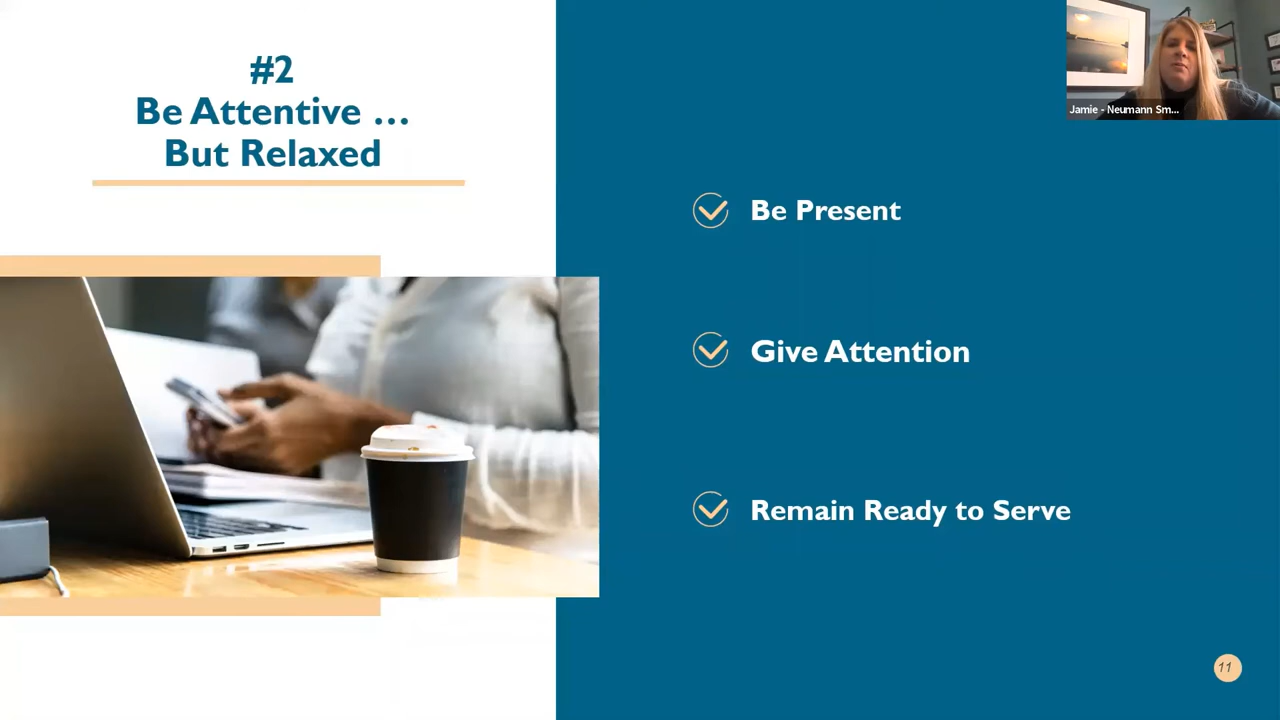 #2
Be Attentive ...
But Relaxed
Jamie - Neumann Sm...
Be Present
Give Attention
Remain Ready to Serve
11